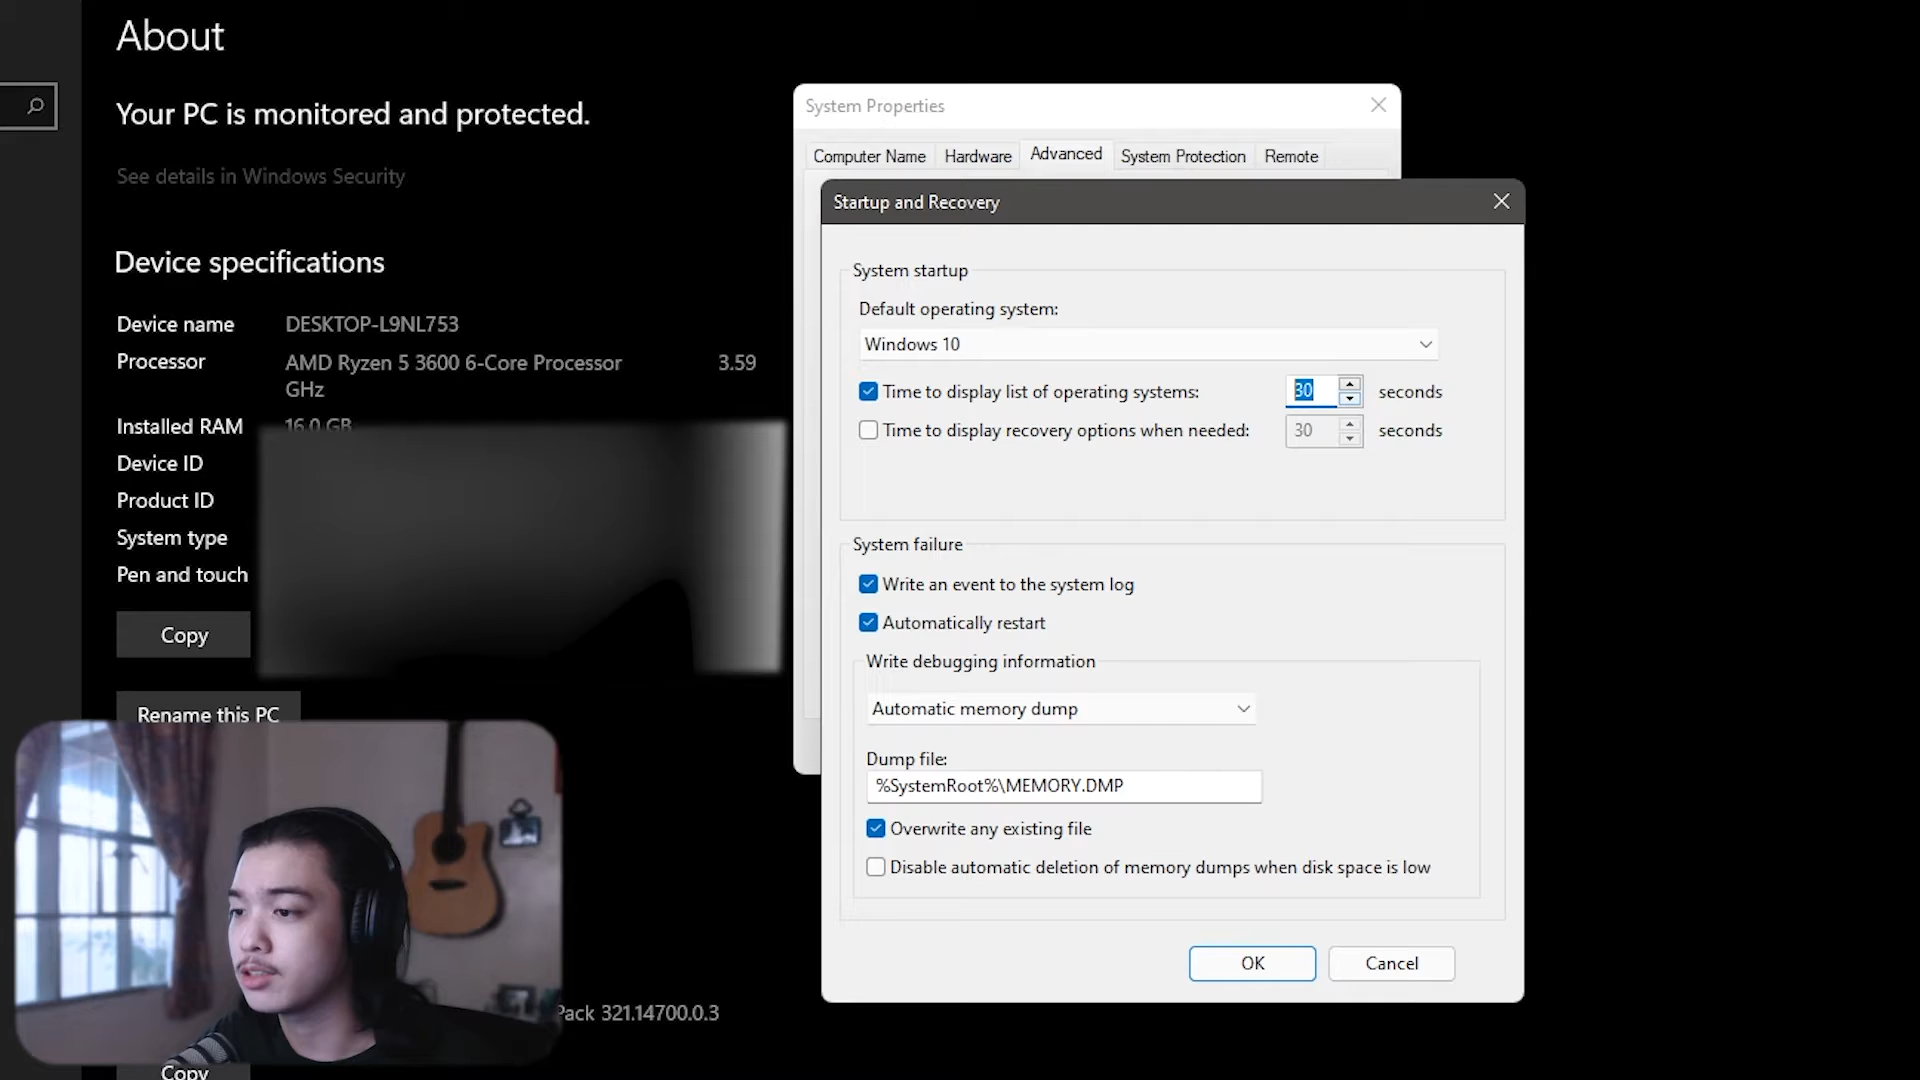 About
Your PC is monitored and protected.
See details in Windows Security
Device specifications
Device name DESKTOP-L9NL753
Processor AMD Ryzen 5 3600 6-Core Processor 3.59
GHz
Installed RAM 16.0 GB
Device ID
Product ID
System type
Pen and touch
Copy
Rename this PC
Pack 321.14700.0.3
Copy
System Properties
Computer Name Hardware Advanced System Protection Remote
Startup and Recovery
System startup
Default operating system:
Windows 10
Time to display list of operating systems: 30 seconds
Time to display recovery options when needed: 30 seconds
System failure
Write an event to the system log
Automatically restart
Write debugging information
Automatic memory dump
Dump file:
%SystemRoot%\MEMORY.DMP
Overwrite any existing file
Disable automatic deletion of memory dumps when disk space is low
OK Cancel